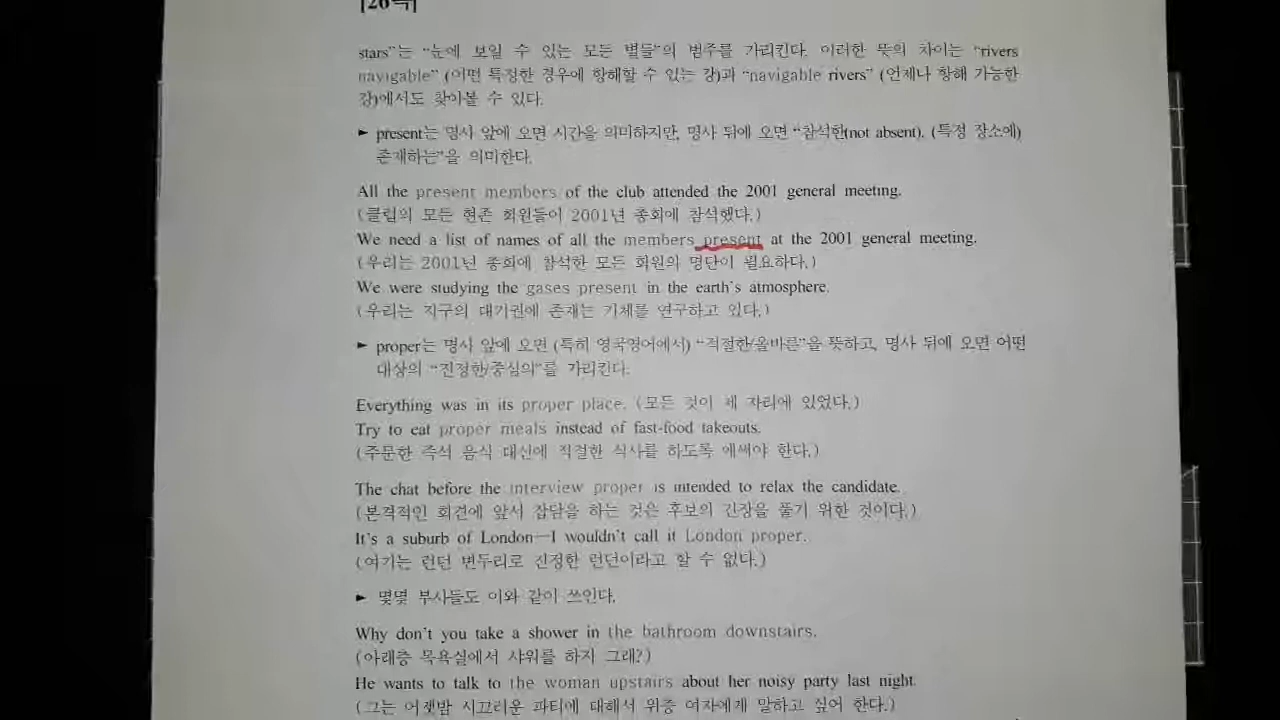 [26쪽]
stars”는 “눈에 보일 수 있는 모든 별들”의 범주를 가리킨다. 이러한 뜻의 차이는 “rivers
navigable” (어떤 특정한 경우에 항해할 수 있는 강)과 “navigable rivers” (언제나 항해 가능한
강)에서도 찾아볼 수 있다.
► present는 명사 앞에 오면 시간을 의미하지만, 명사 뒤에 오면 “참석한(not absent), (특정 장소에)
존재하는”을 의미한다.
All the present members of the club attended the 2001 general meeting.
(클럽의 모든 현존 회원들이 2001년 총회에 참석했다.)
We need a list of names of all the members present at the 2001 general meeting.
(우리는 2001년 총회에 참석한 모든 회원의 명단이 필요하다.)
We were studying the gases present in the earth’s atmosphere.
(우리는 지구의 대기권에 존재는 기체를 연구하고 있다.)
► proper는 명사 앞에 오면 (특히 영국영어에서) “적절한/올바른”을 뜻하고, 명사 뒤에 오면 어떤
대상의 “진정한/중심의”를 가리킨다.
Everything was in its proper place. (모든 것이 제 자리에 있었다.)
Try to eat proper meals instead of fast-food takeouts.
(주문한 즉석 음식 대신에 적절한 식사를 하도록 애써야 한다.)
The chat before the interview proper is intended to relax the candidate.
(본격적인 회견에 앞서 잡담을 하는 것은 후보의 긴장을 풀기 위한 것이다.)
It’s a suburb of London—I wouldn’t call it London proper.
(여기는 런던 변두리로 진정한 런던이라고 할 수 없다.)
► 몇몇 부사들도 이와 같이 쓰인다.
Why don’t you take a shower in the bathroom downstairs.
(아래층 목욕실에서 샤워를 하지 그래?)
He wants to talk to the woman upstairs about her noisy party last night.
(그는 어젯밤 시끄러운 파티에 대해서 위층 여자에게 말하고 싶어 한다.)